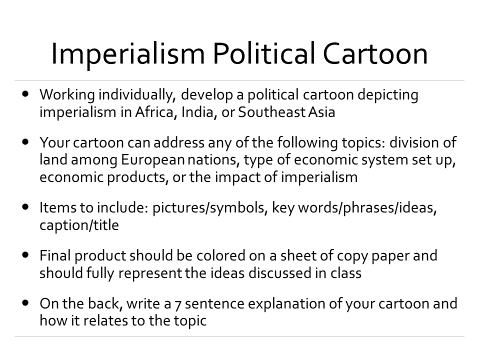 Imperialism Political Cartoon
• Working individually, develop a political cartoon depicting
imperialism in Africa, India, or Southeast Asia
• Your cartoon can address any of the following topics: division of
land among European nations, type of economic system set up,
economic products, or the impact of imperialism
• Items to include: pictures/symbols, key words/phrases/ideas,
caption/title
• Final product should be colored on a sheet of copy paper and
should fully represent the ideas discussed in class
• On the back, write a 7 sentence explanation of your cartoon and
how it relates to the topic